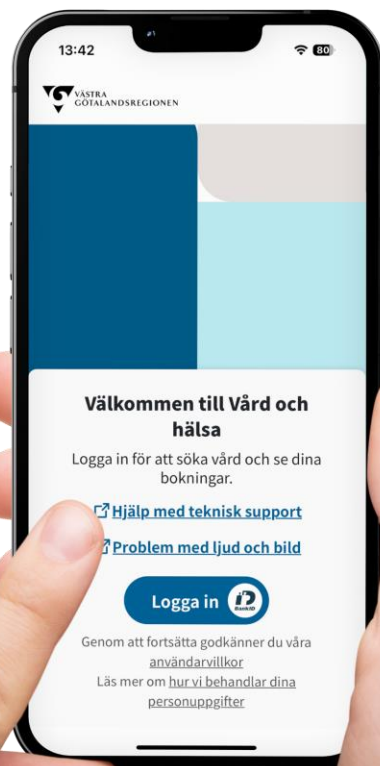 13:42
80
VÄSTRA
GÖTALANDSREGIONEN
Välkommen till Vård och
hälsa
Logga in för att söka vård och se dina
bokningar.
Hjälp med teknisk support
Problem med ljud och bild
Logga in BankID
Genom att fortsätta godkänner du våra
användarvillkor
Läs mer om hur vi behandlar dina
personuppgifter